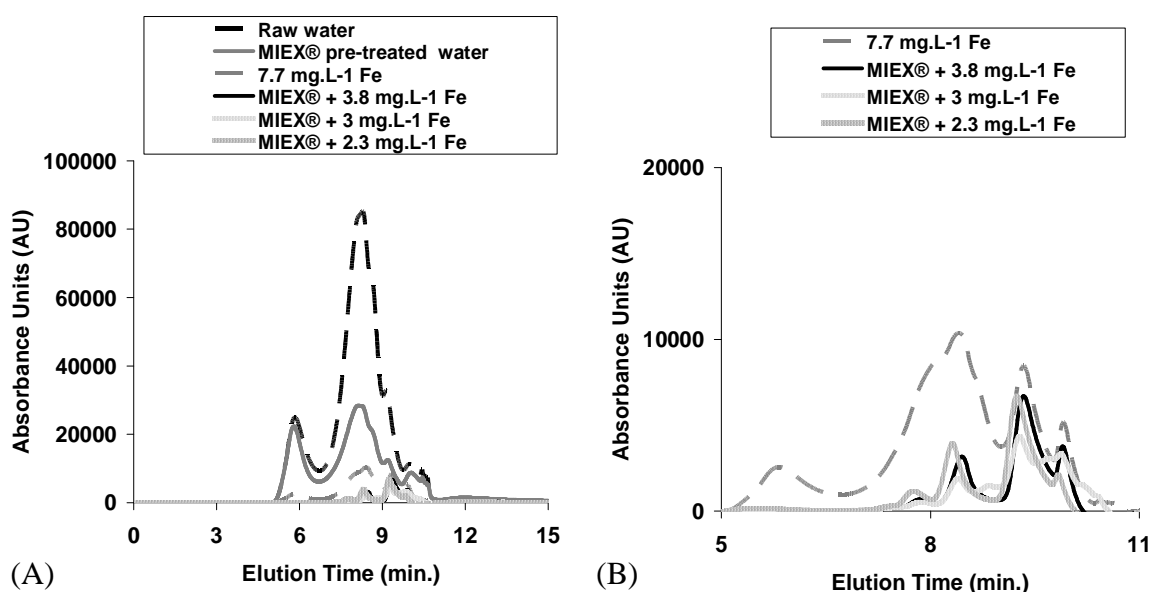 Raw water
MIEX® pre-treated water
7.7 mg.L-1 Fe
MIEX® + 3.8 mg.L-1 Fe
MIEX® + 3 mg.L-1 Fe
MIEX® + 2.3 mg.L-1 Fe
100000
80000
60000
40000
20000
0
Absorbance Units (AU)
0 3 6 9 12 15
Elution Time (min.)
(A)
7.7 mg.L-1 Fe
MIEX® + 3.8 mg.L-1 Fe
MIEX® + 3 mg.L-1 Fe
MIEX® + 2.3 mg.L-1 Fe
20000
10000
0
Absorbance Units (AU)
5 8 11
Elution Time (min.)
(B)